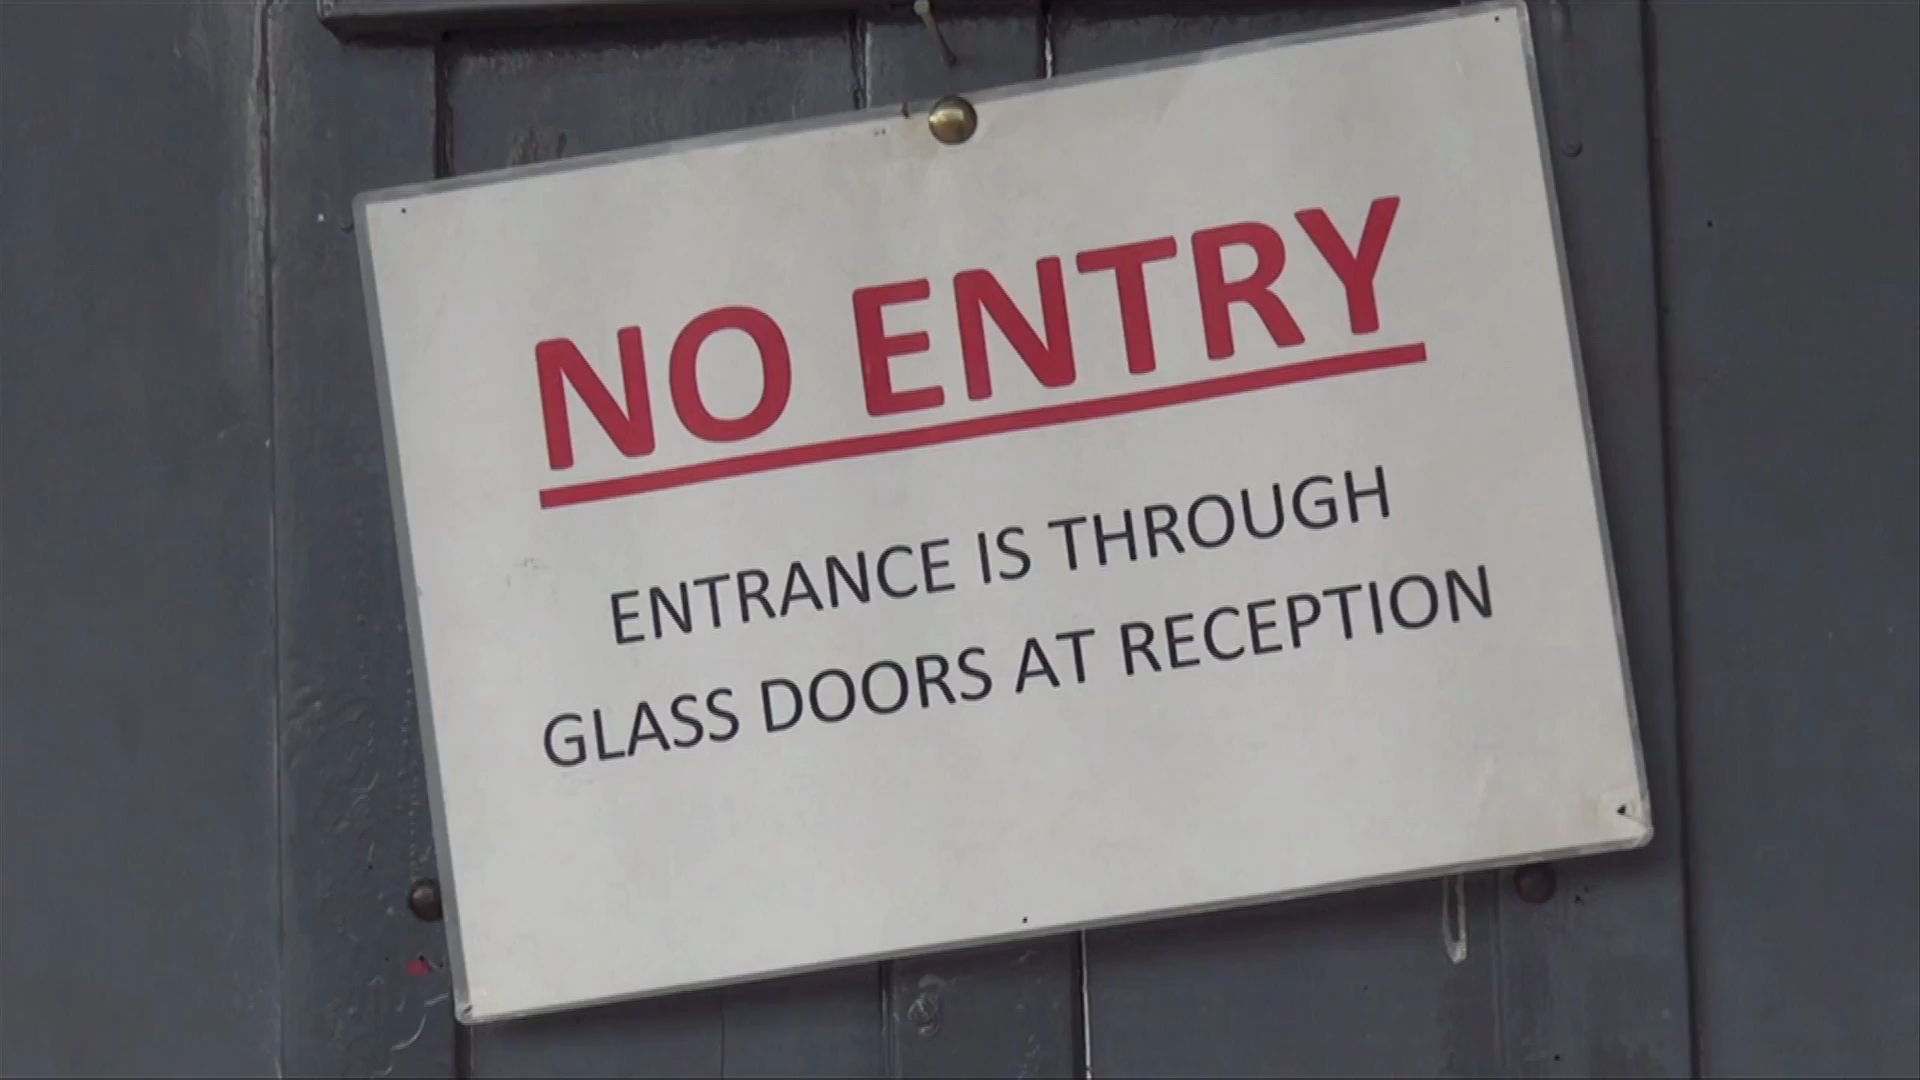 NO ENTRY
ENTRANCE IS THROUGH
GLASS DOORS AT RECEPTION